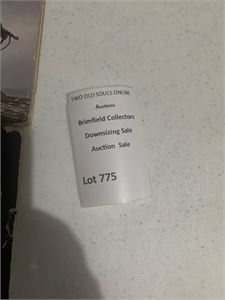 TWO OLD SOULS ONLINE
Auctions
Brimfield Collectors
Downsizing Sale
Auction Sale
Lot 775